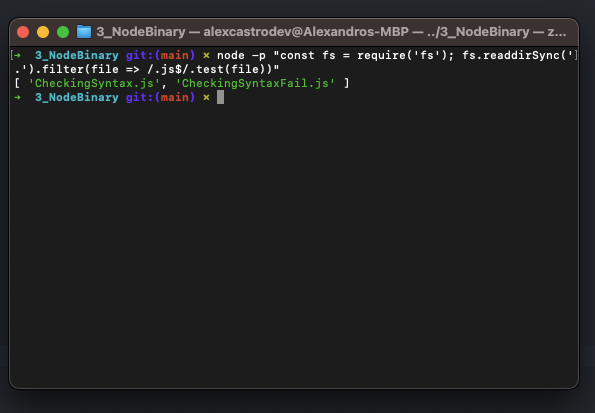 3_NodeBinary — alexcastrodev@Alexandros-MBP — ../3_NodeBinary — z...
[➜  3_NodeBinary git:(main) ✗ node -p "const fs = require('fs'); fs.readdirSync(']
.').filter(file => /.js$/.test(file))"
[ 'CheckingSyntax.js', 'CheckingSyntaxFail.js' ]
➜  3_NodeBinary git:(main) ✗